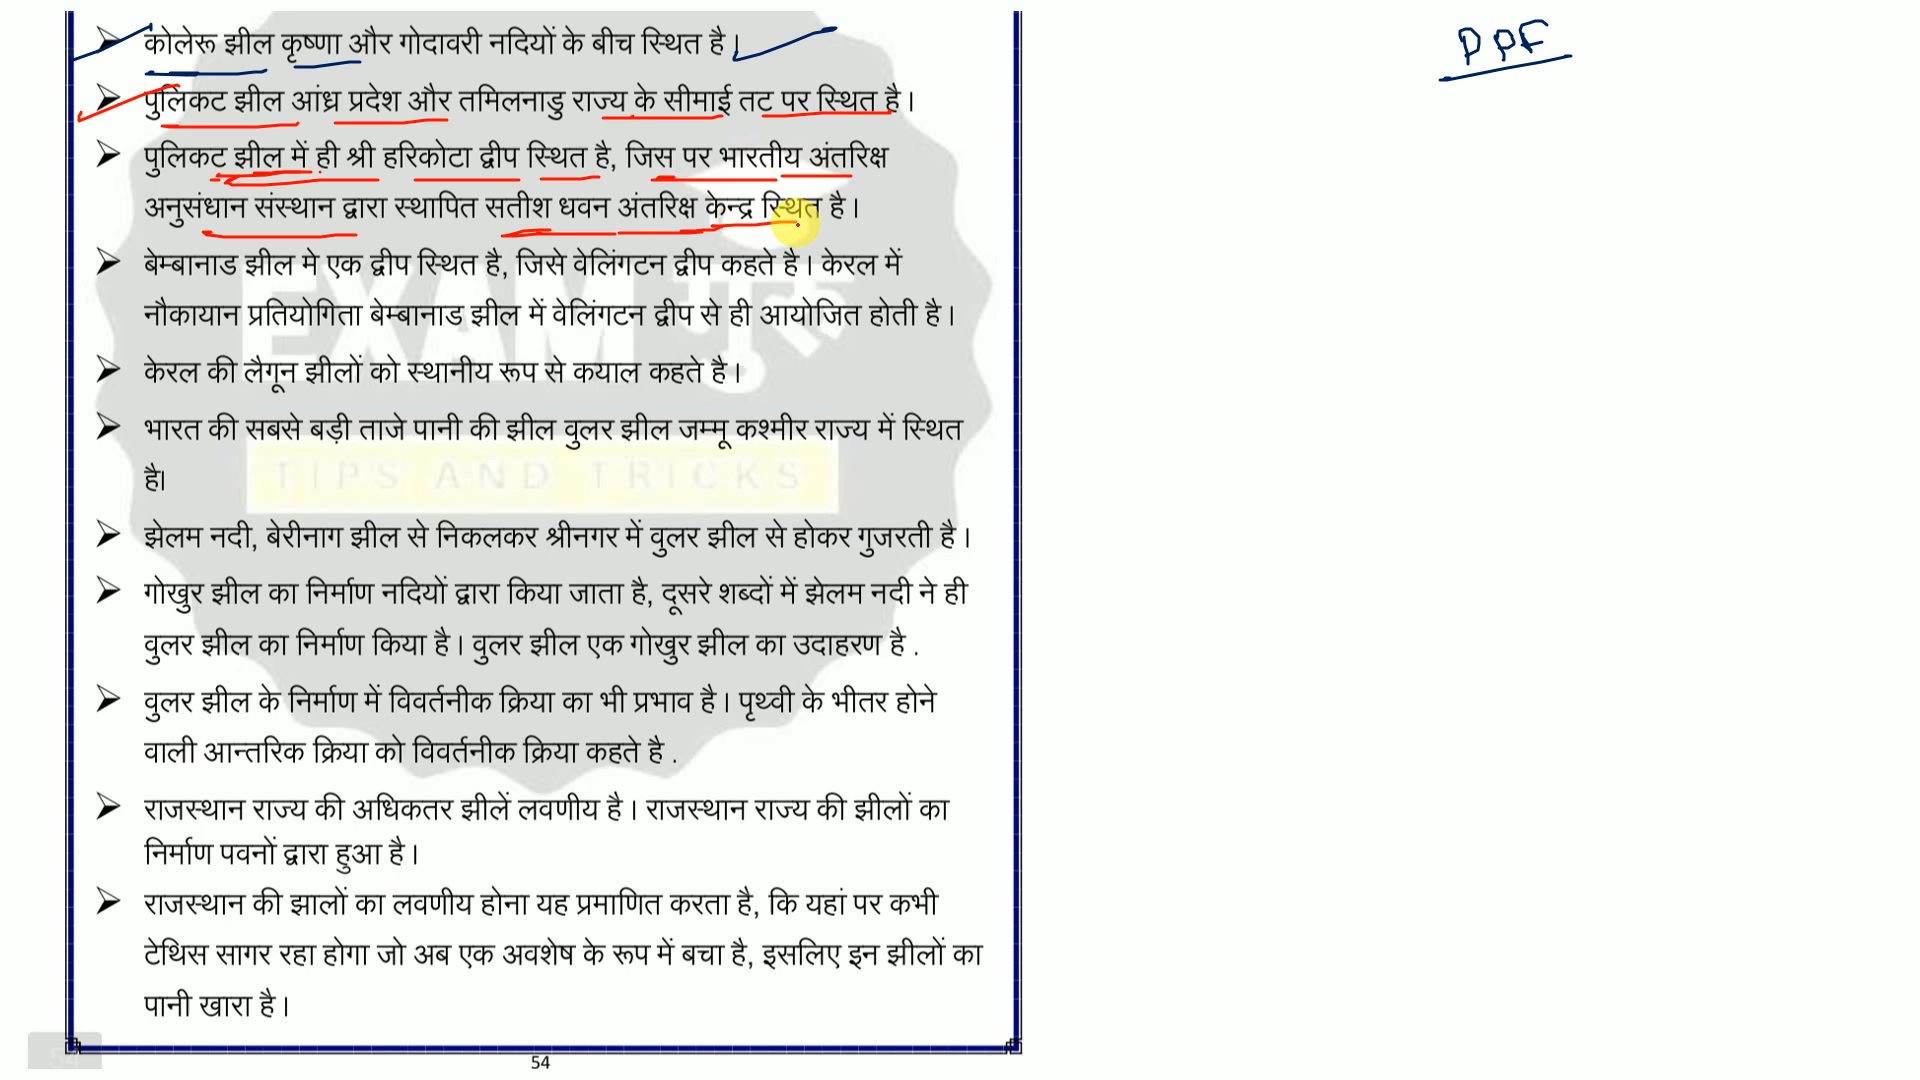 कोलेरू झील कृष्णा और गोदावरी नदियों के बीच स्थित है।
PPF
पुलिकट झील आंध्र प्रदेश और तमिलनाडु राज्य के सीमाई तट पर स्थित है।
पुलिकट झील में ही श्री हरिकोटा द्वीप स्थित है, जिस पर भारतीय अंतरिक्ष
अनुसंधान संस्थान द्वारा स्थापित सतीश धवन अंतरिक्ष केन्द्र स्थित है।
बेम्बानाड झील मे एक द्वीप स्थित है, जिसे वेलिंगटन द्वीप कहते है। केरल में
नौकायान प्रतियोगिता बेम्बानाड झील में वेलिंगटन द्वीप से ही आयोजित होती है।
केरल की लैगून झीलों को स्थानीय रूप से कयाल कहते है।
भारत की सबसे बड़ी ताजे पानी की झील वुलर झील जम्मू कश्मीर राज्य में स्थित
है।
झेलम नदी, बेरीनाग झील से निकलकर श्रीनगर में वुलर झील से होकर गुजरती है।
गोखुर झील का निर्माण नदियों द्वारा किया जाता है, दूसरे शब्दों में झेलम नदी ने ही
वुलर झील का निर्माण किया है। वुलर झील एक गोखुर झील का उदाहरण है .
वुलर झील के निर्माण में विवर्तनीक क्रिया का भी प्रभाव है। पृथ्वी के भीतर होने
वाली आन्तरिक क्रिया को विवर्तनीक क्रिया कहते है .
राजस्थान राज्य की अधिकतर झीलें लवणीय है। राजस्थान राज्य की झीलों का
निर्माण पवनों द्वारा हुआ है।
राजस्थान की झालों का लवणीय होना यह प्रमाणित करता है, कि यहां पर कभी
टेथिस सागर रहा होगा जो अब एक अवशेष के रूप में बचा है, इसलिए इन झीलों का
पानी खारा है।
54
EXAM गुरु
TIPS AND TRICKS